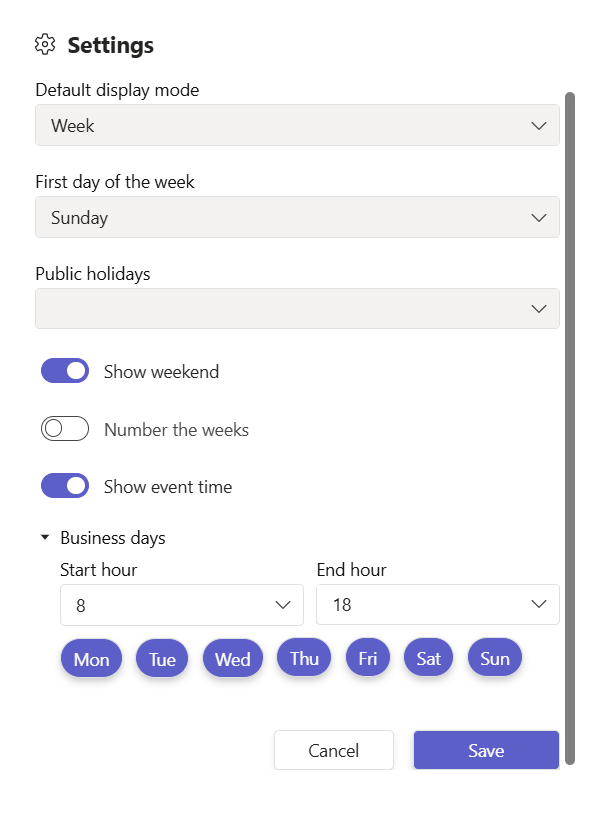 Settings
Default display mode
Week
First day of the week
Sunday
Public holidays
Show weekend
Number the weeks
Show event time
Business days
Start hour End hour
8 18
Mon Tue Wed Thu Fri Sat Sun
Cancel Save